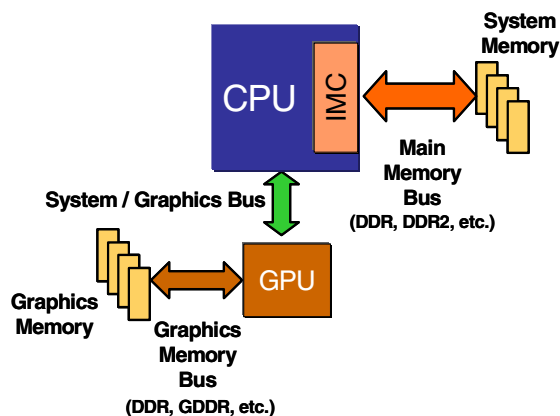 System
Memory
CPU
IMC
Main
Memory
Bus
(DDR, DDR2, etc.)
System / Graphics Bus
GPU
Graphics
Memory
Graphics
Memory
Bus
(DDR, GDDR, etc.)